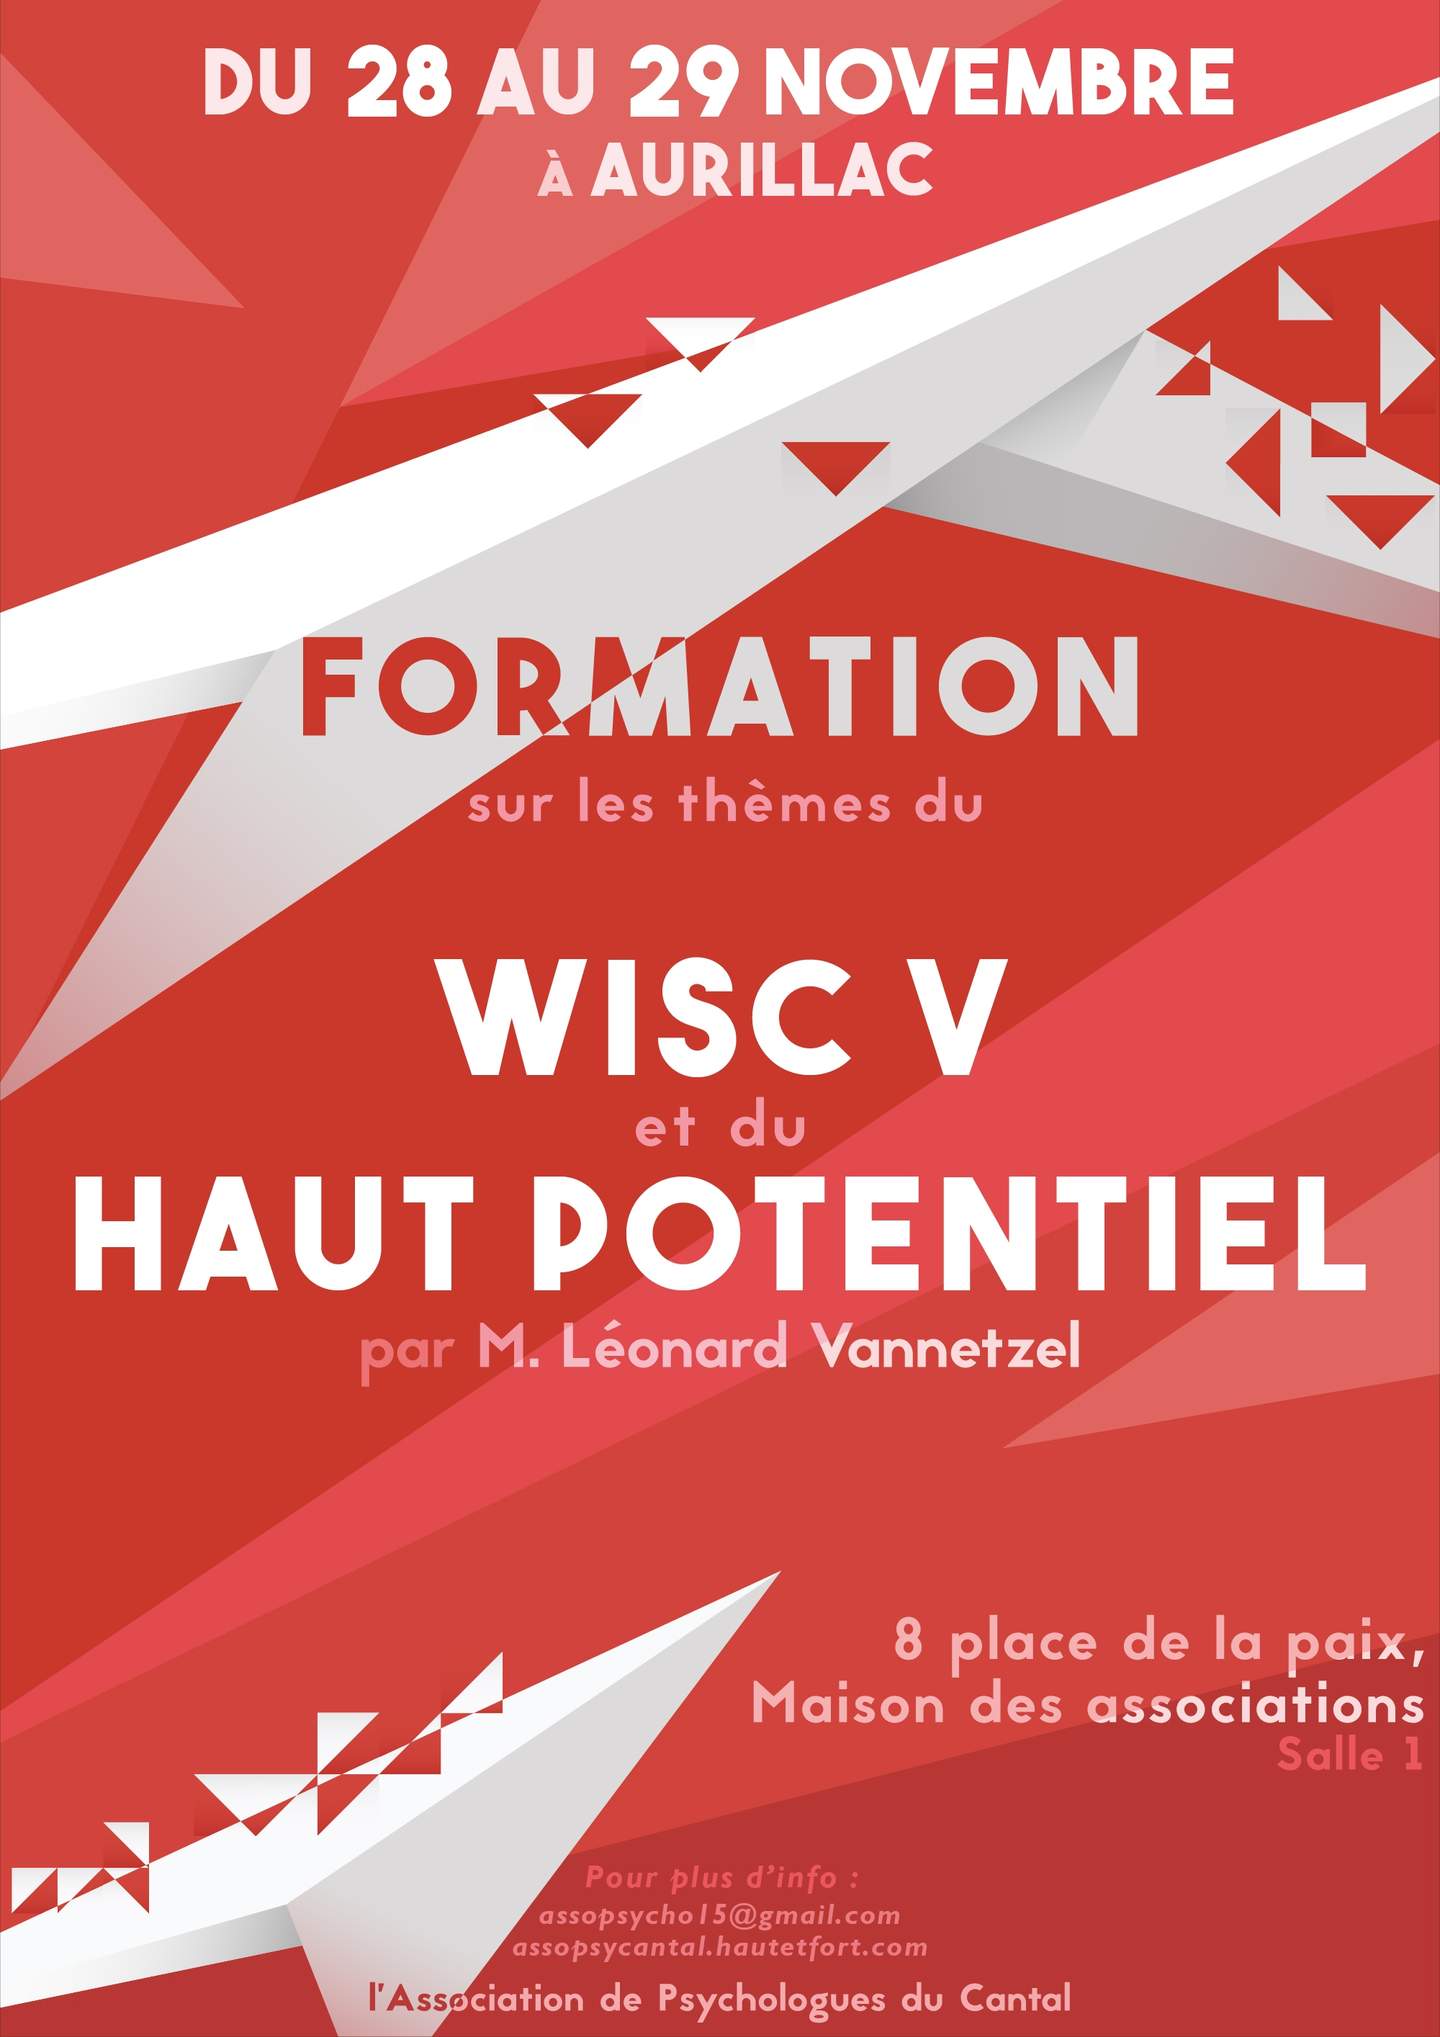 DU 28 AU 29 NOVEMBRE
À AURILLAC
FORMATION
sur les thèmes du
WISC V
et du
HAUT POTENTIEL
par M. Léonard Vannetzel
8 place de la paix,
Maison des associations
Salle 1
Pour plus d'info :
assopsycho15@gmail.com
assopsycantal.hautetfort.com
l'Association de Psychologues du Cantal